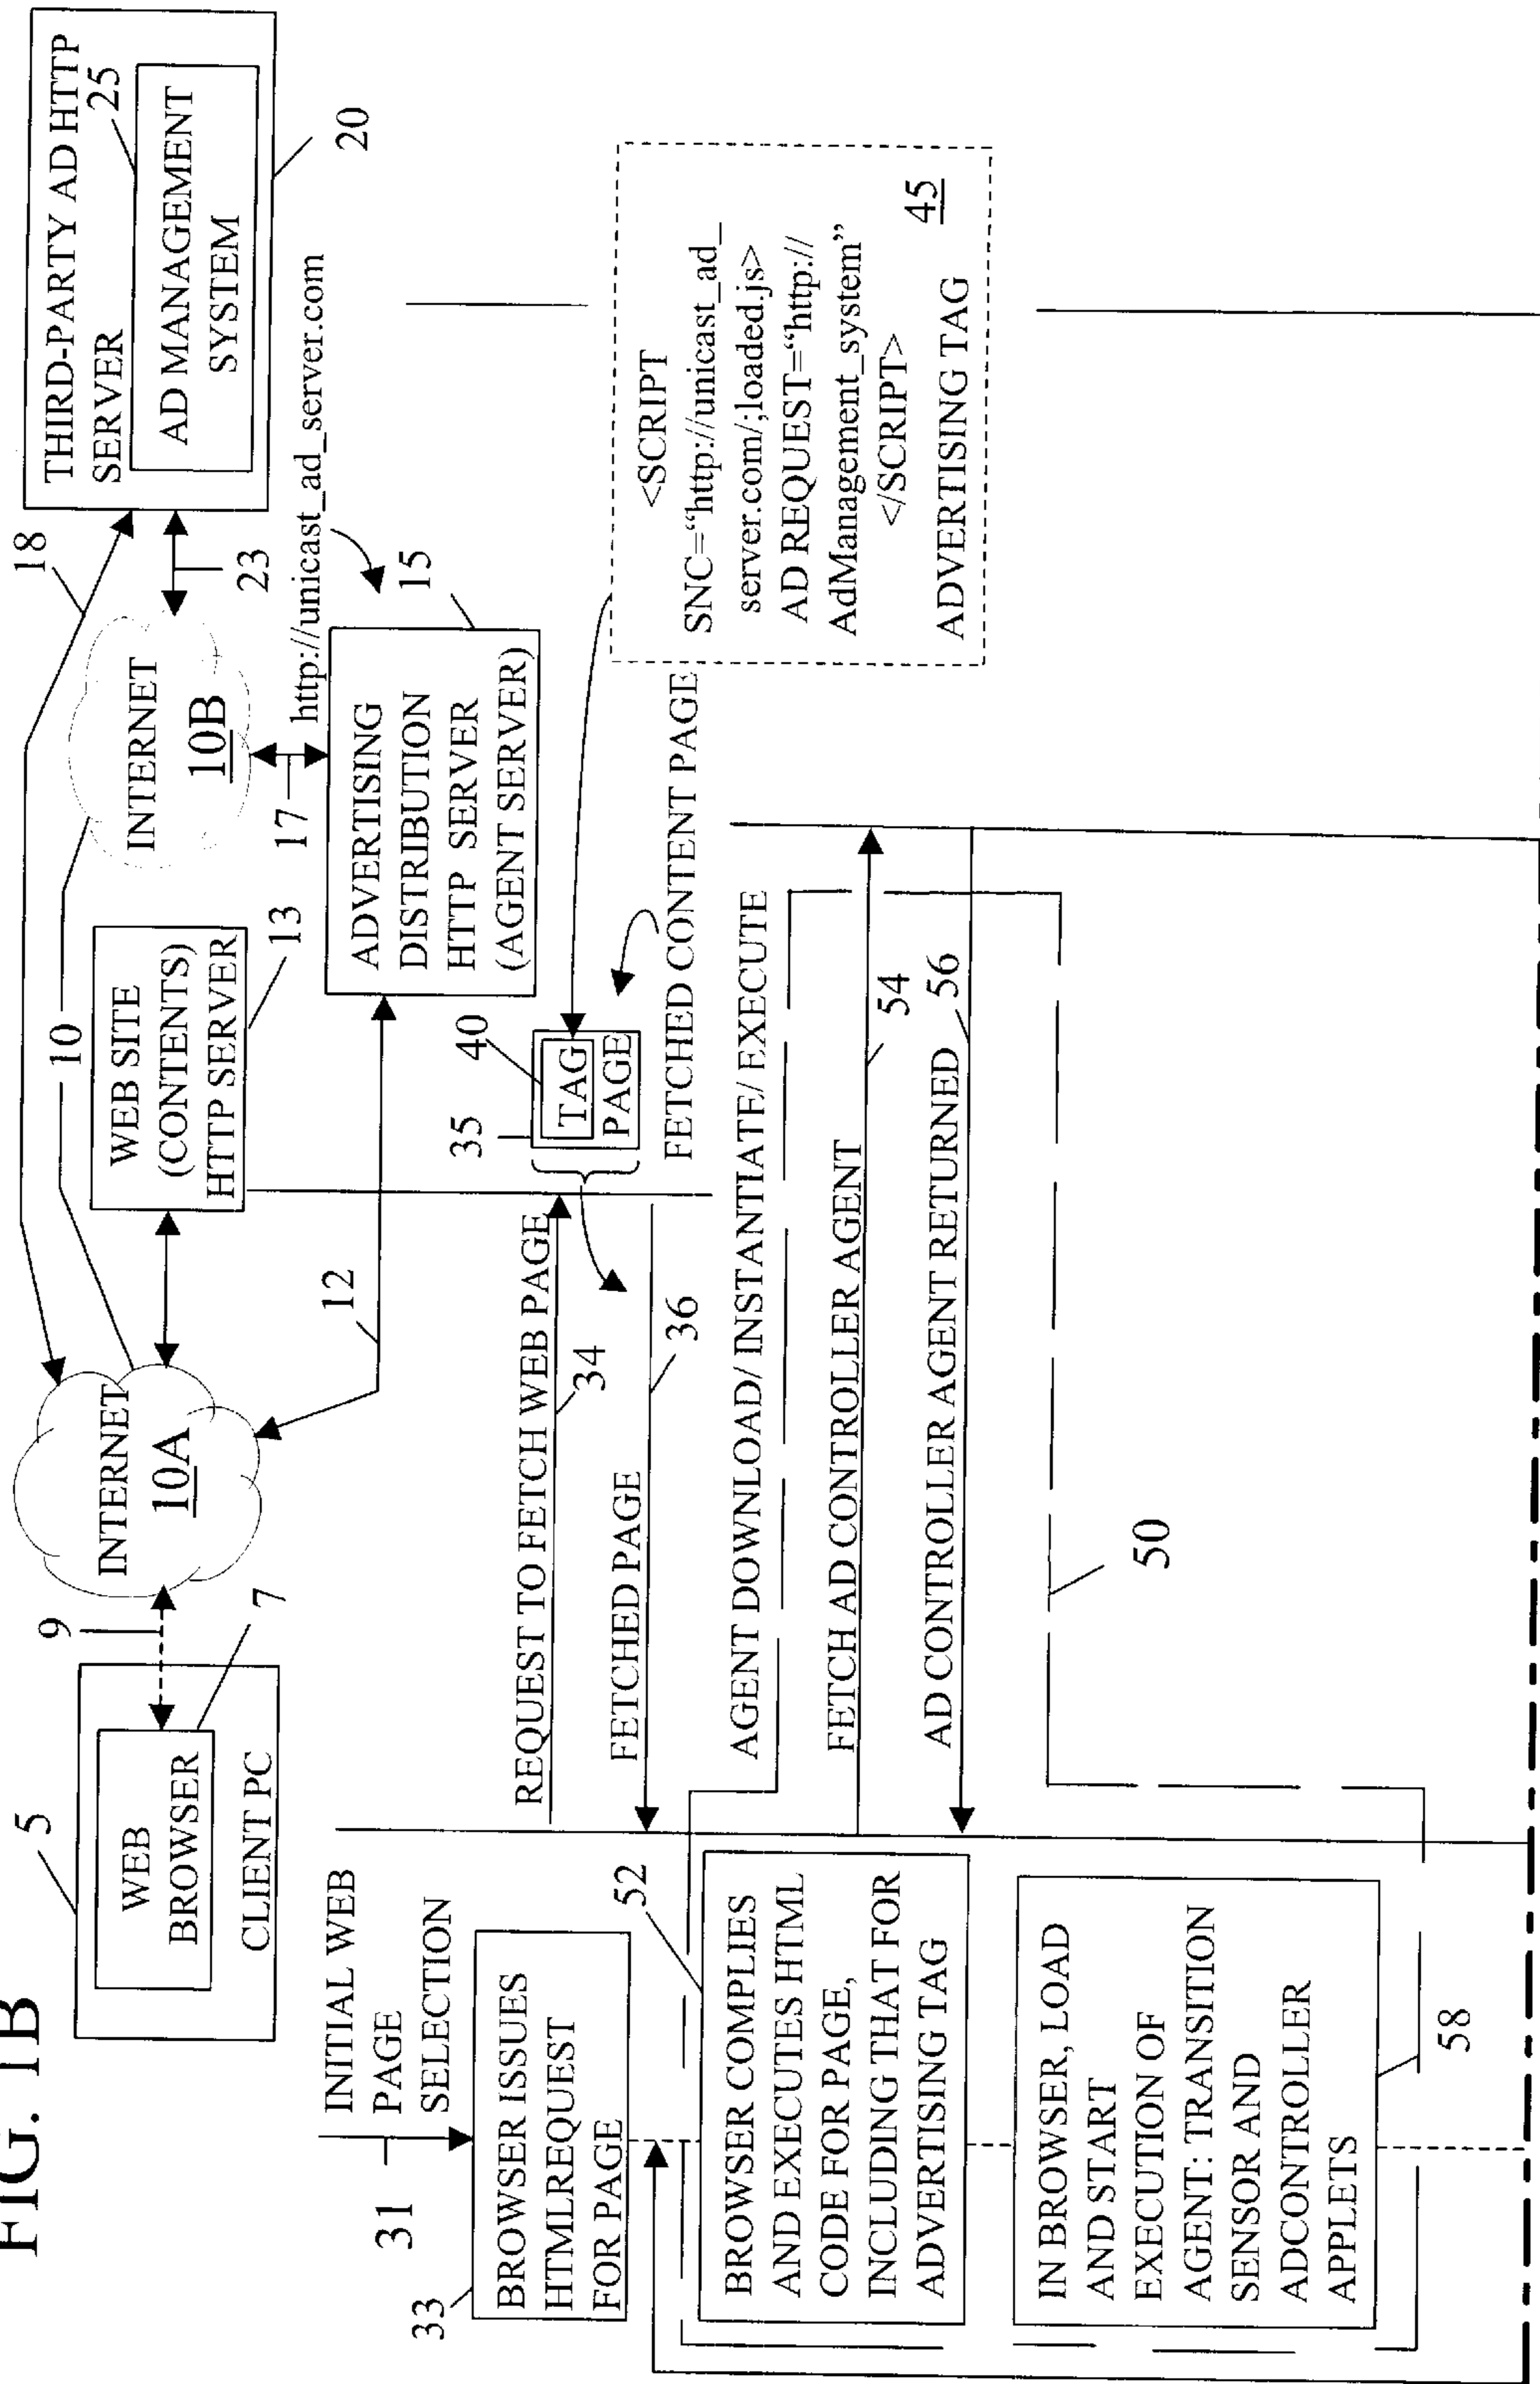 FIG. 1B
5
WEB
BROWSER
CLIENT PC
7
9
INTERNET
10A
10
12
WEB SITE
(CONTENTS)
HTTP SERVER
13
INTERNET
10B
18
17
23
THIRD-PARTY AD HTTP
SERVER
25
AD MANAGEMENT
SYSTEM
20
http://unicast_ad_server.com
15
ADVERTISING
DISTRIBUTION
HTTP SERVER
(AGENT SERVER)
INITIAL WEB
PAGE
SELECTION
31
33
BROWSER ISSUES
HTMLREQUEST
FOR PAGE
REQUEST TO FETCH WEB PAGE
34
FETCHED PAGE
36
35
40
TAG
PAGE
FETCHED CONTENT PAGE
<SCRIPT
SNC=“http://unicast_ad_
server.com/;loaded.js>
AD REQUEST=“http://
AdManagement_system”
</SCRIPT>
45
ADVERTISING TAG
52
BROWSER COMPLIES
AND EXECUTES HTML
CODE FOR PAGE,
INCLUDING THAT FOR
ADVERTISING TAG
AGENT DOWNLOAD/ INSTANTIATE/ EXECUTE
FETCH AD CONTROLLER AGENT
54
AD CONTROLLER AGENT RETURNED
56
50
IN BROWSER, LOAD
AND START
EXECUTION OF
AGENT: TRANSITION
SENSOR AND
ADCONTROLLER
APPLETS
58